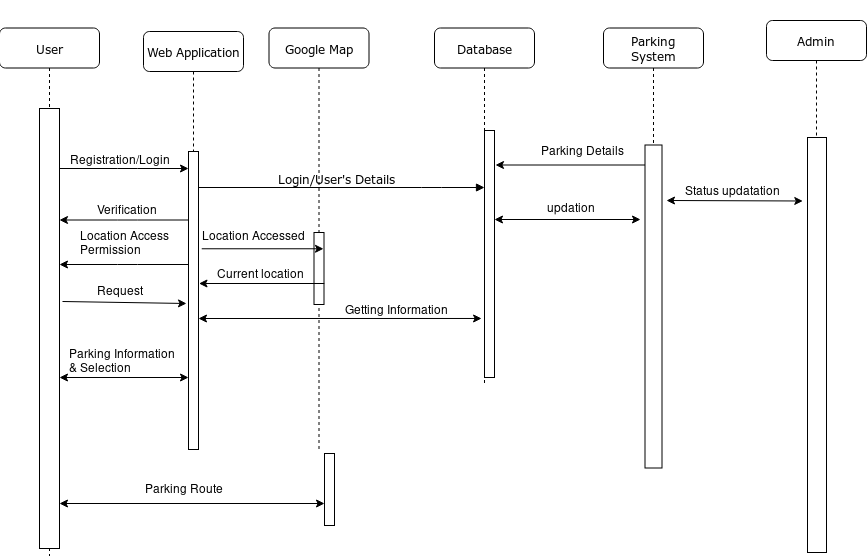 User
Web Application
Google Map
Database
Parking
System
Admin
Registration/Login
Parking Details
Login/User's Details
Status updatation
Verification
updation
Location Access
Permission
Location Accessed
Current location
Request
Getting Information
Parking Information
& Selection
Parking Route